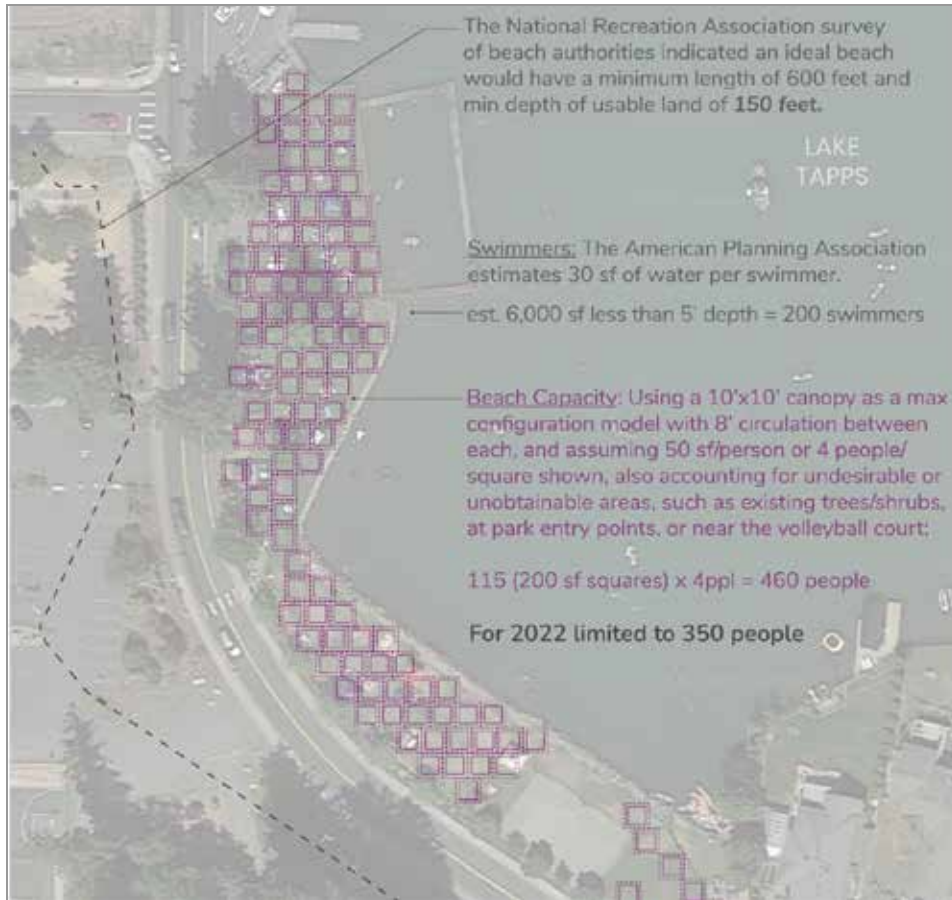 The National Recreation Association survey
of beach authorities indicated an ideal beach
would have a minimum length of 600 feet and
min depth of usable land of 150 feet.
LAKE
TAPPS
Swimmers: The American Planning Association
estimates 30 sf of water per swimmer.
est. 6,000 sf less than 5' depth = 200 swimmers
Beach Capacity: Using a 10'x10' canopy as a max
configuration model with 8' circulation between
each, and assuming 50 sf/person or 4 people/
square shown, also accounting for undesirable or
unobtainable areas, such as existing trees/shrubs,
at park entry points, or near the volleyball court:
115 (200 sf squares) x 4ppl = 460 people
For 2022 limited to 350 people